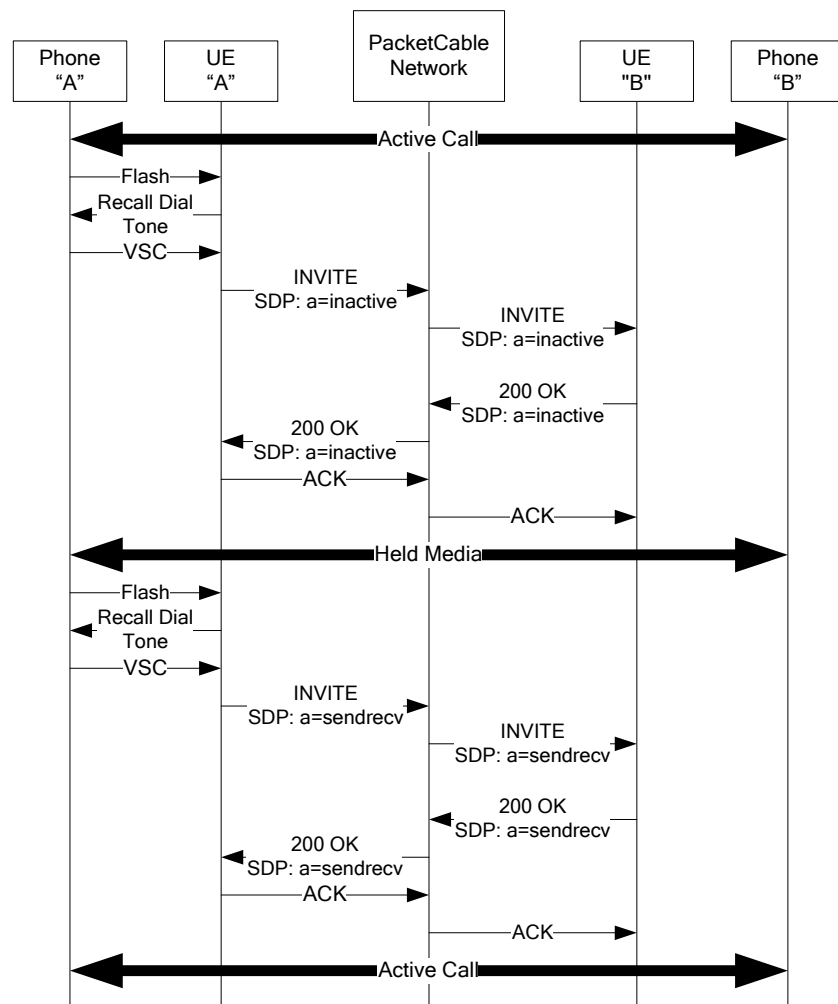 Phone
“A”
UE
“A”
PacketCable
Network
UE
"B"
Phone
“B”
Active Call
Flash
Recall Dial
Tone
VSC
INVITE
SDP: a=inactive
INVITE
SDP: a=inactive
200 OK
SDP: a=inactive
200 OK
SDP: a=inactive
ACK
ACK
Held Media
Flash
Recall Dial
Tone
VSC
INVITE
SDP: a=sendrecv
INVITE
SDP: a=sendrecv
200 OK
SDP: a=sendrecv
200 OK
SDP: a=sendrecv
ACK
ACK
Active Call